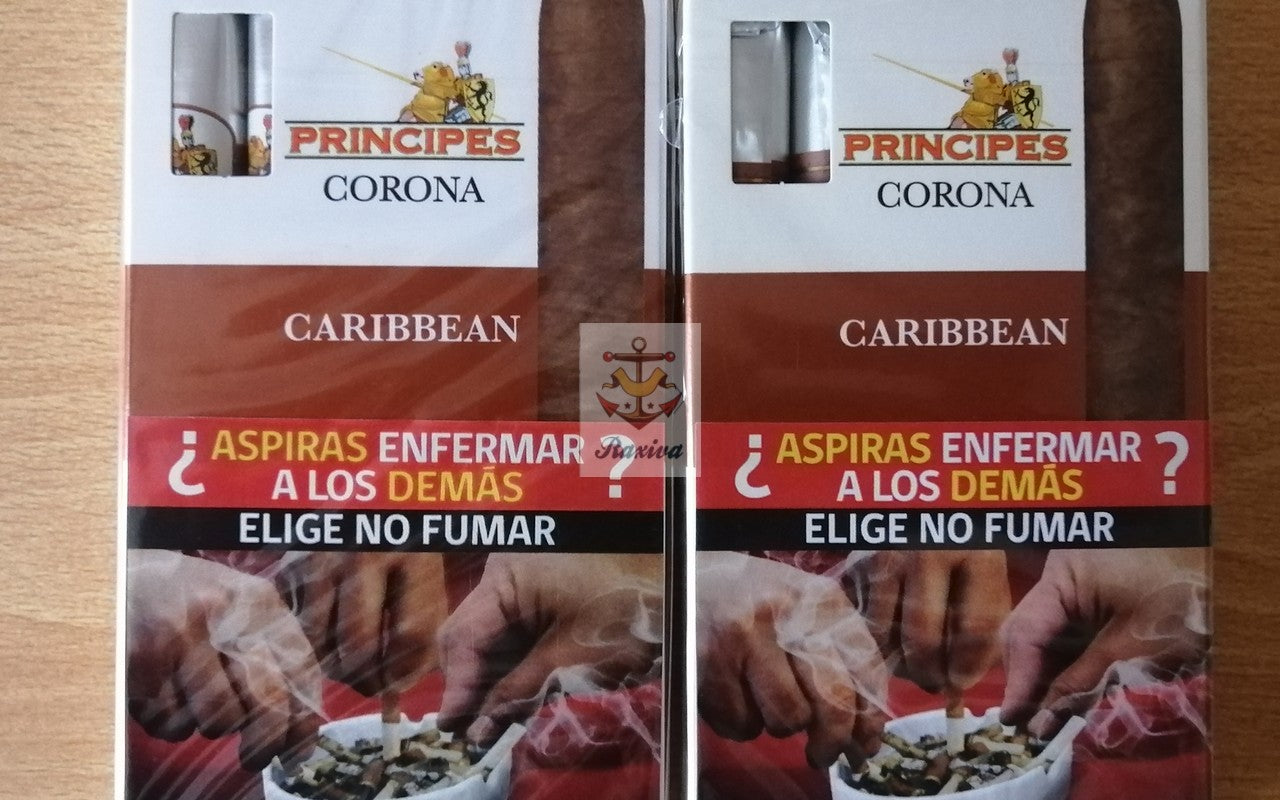 PRINCIPES
CORONA
CARIBBEAN
¿ASPIRAS ENFERMAR
A LOS DEMÁS?
ELIGE NO FUMAR
PRINCIPES
CORONA
CARIBBEAN
¿ASPIRAS ENFERMAR
A LOS DEMÁS?
ELIGE NO FUMAR
Raxiva